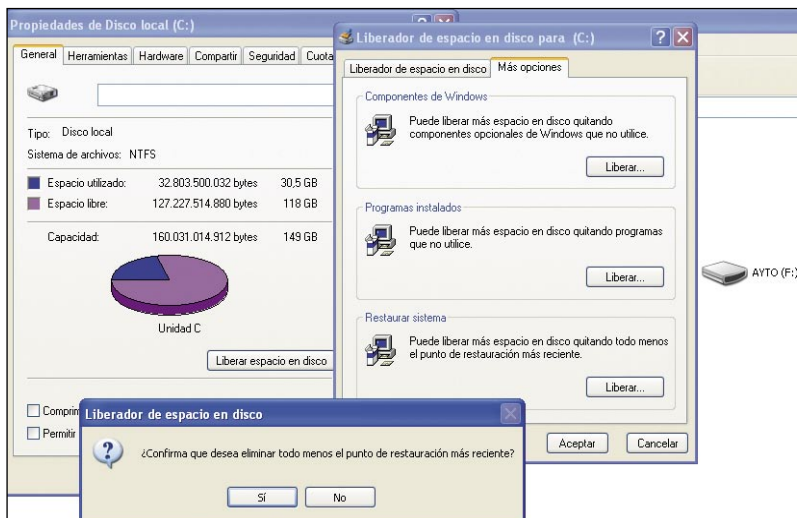 Propiedades de Disco local (C:)
General Herramientas Hardware Compartir Seguridad
Tipo: Disco local
Sistema de archivos: NTFS
Espacio utilizado: 32.803.500.032 bytes 30,5 GB
Espacio libre: 127.227.514.880 bytes 118 GB
Capacidad: 160.031.014.912 bytes 149 GB
Unidad C
Liberar espacio en disco
Permitir
Liberador de espacio en disco para (C:)
Liberador de espacio en disco Más opciones
Componentes de Windows
Puede liberar más espacio en disco quitando
componentes opcionales de Windows que no utilice.
Liberar...
Programas instalados
Puede liberar más espacio en disco quitando programas
que no utilice.
Liberar...
Restaurar sistema
Puede liberar más espacio en disco quitando todo menos
el punto de restauración más reciente.
Liberar...
Aceptar Cancelar
AYTO (F:)
Liberador de espacio en disco
¿Confirma que desea eliminar todo menos el punto de restauración más reciente?
Sí No